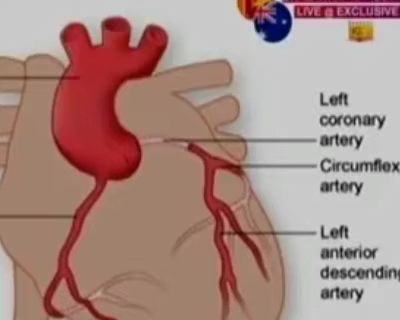 LIVE @ EXCLUSIVE
Left
coronary
artery
Circumflex
artery
Left
anterior
descending
artery